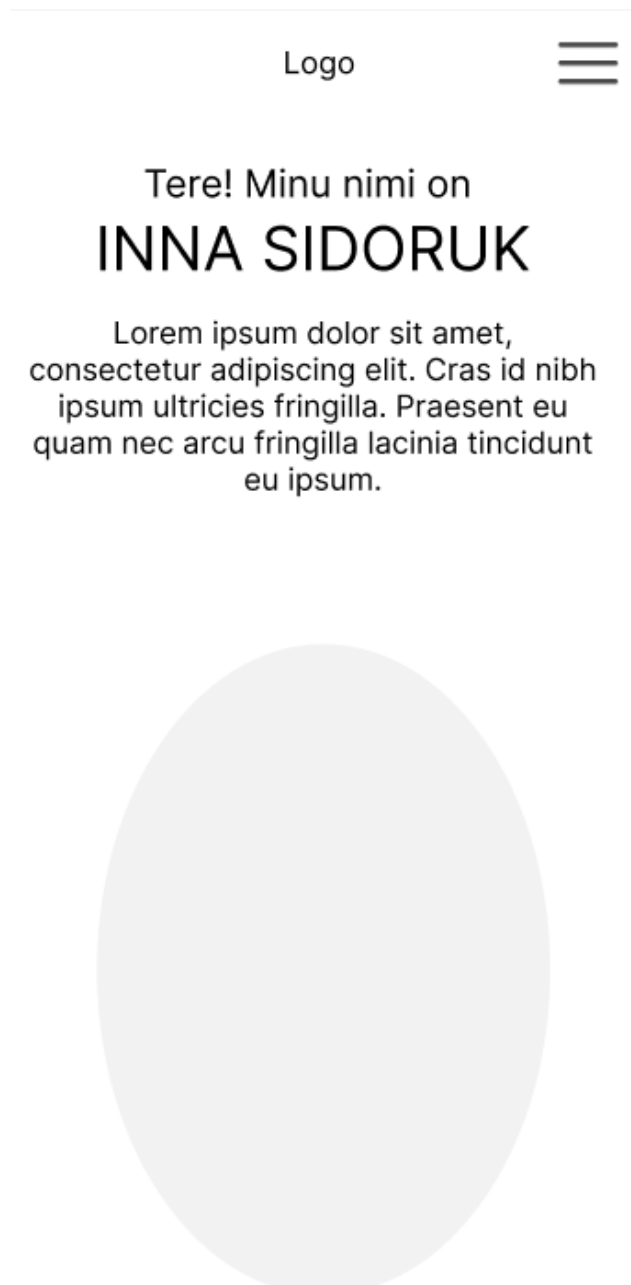 Logo
Tere! Minu nimi on
INNA SIDORUK
Lorem ipsum dolor sit amet,
consectetur adipiscing elit. Cras id nibh
ipsum ultricies fringilla. Praesent eu
quam nec arcu fringilla lacinia tincidunt
eu ipsum.